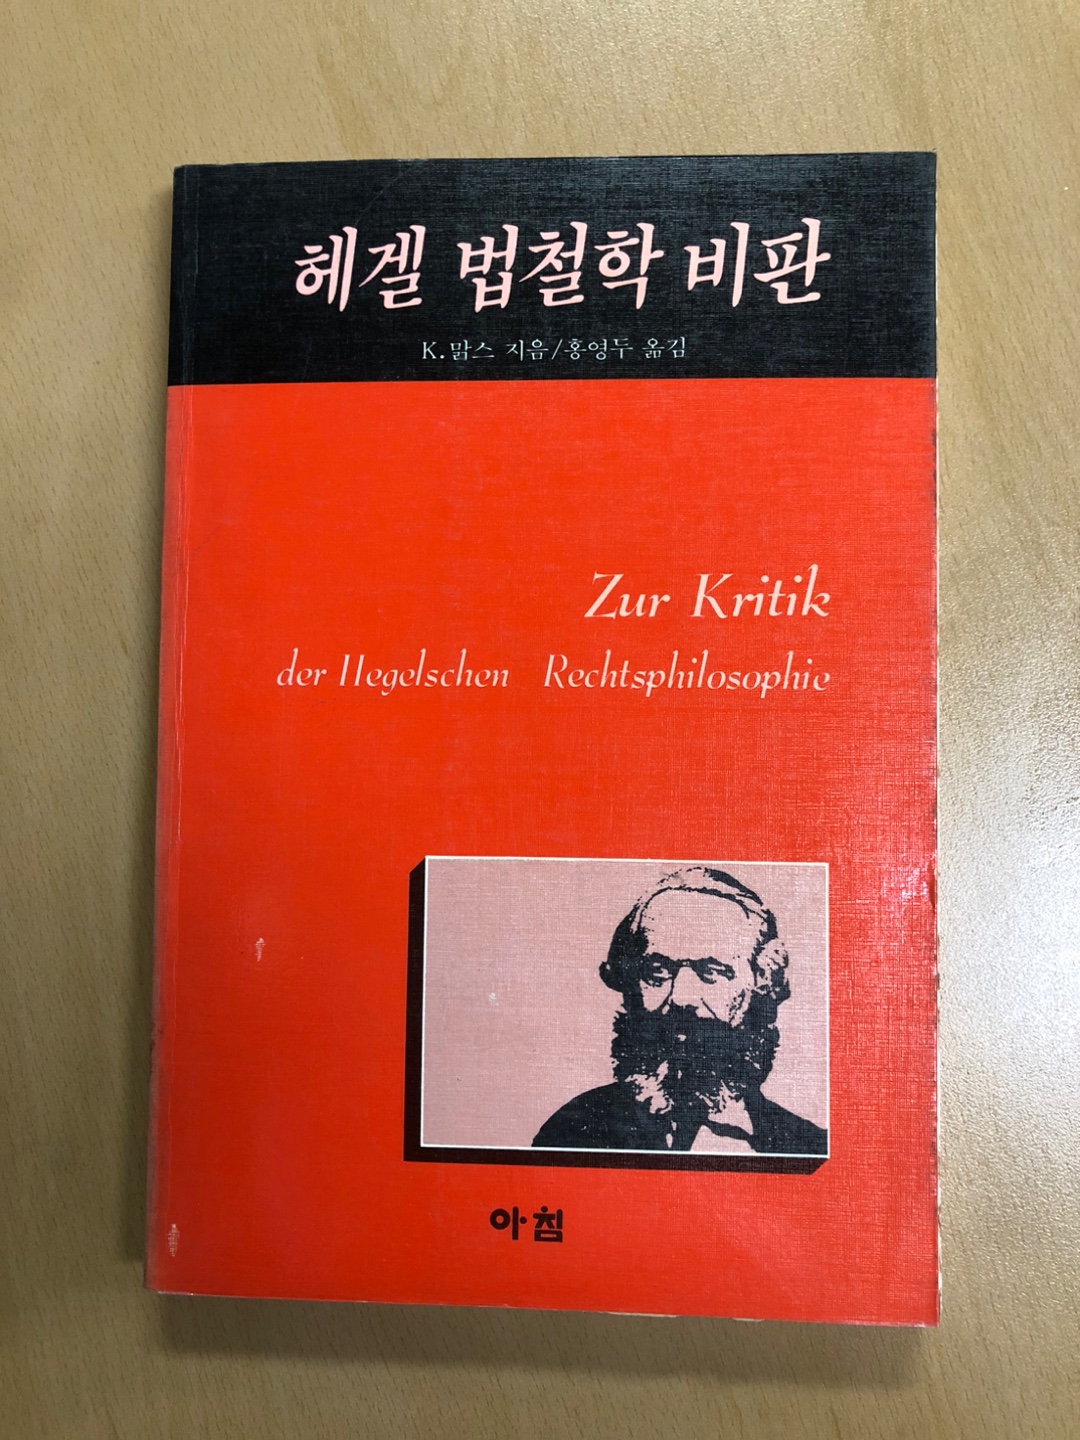 헤겔 법철학 비판
K. 맑스 지음/홍영두 옮김
Zur Kritik
der Hegelschen Rechtsphilosophie
아침